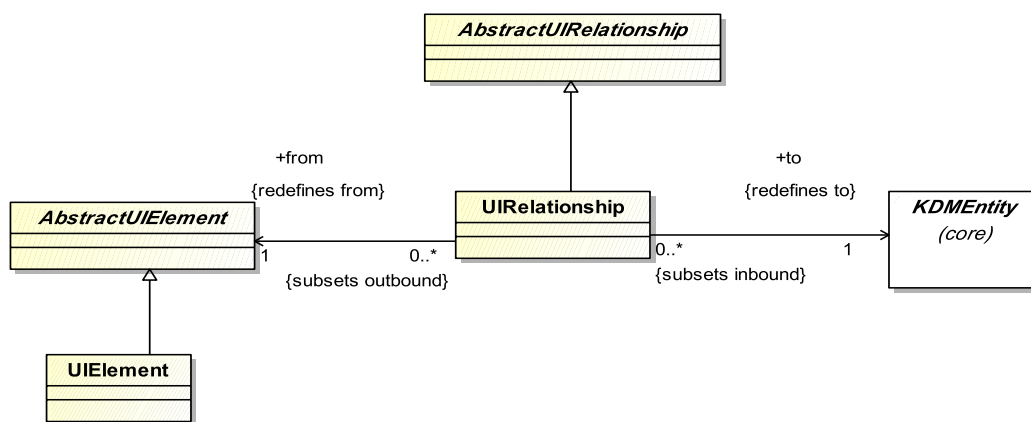 AbstractUIRelationship
+from
+to
{redefines from}
{redefines to}
AbstractUIElement
UIRelationship
KDMEntity
(core)
1
0..*
0..*
1
{subsets outbound}
{subsets inbound}
UIElement